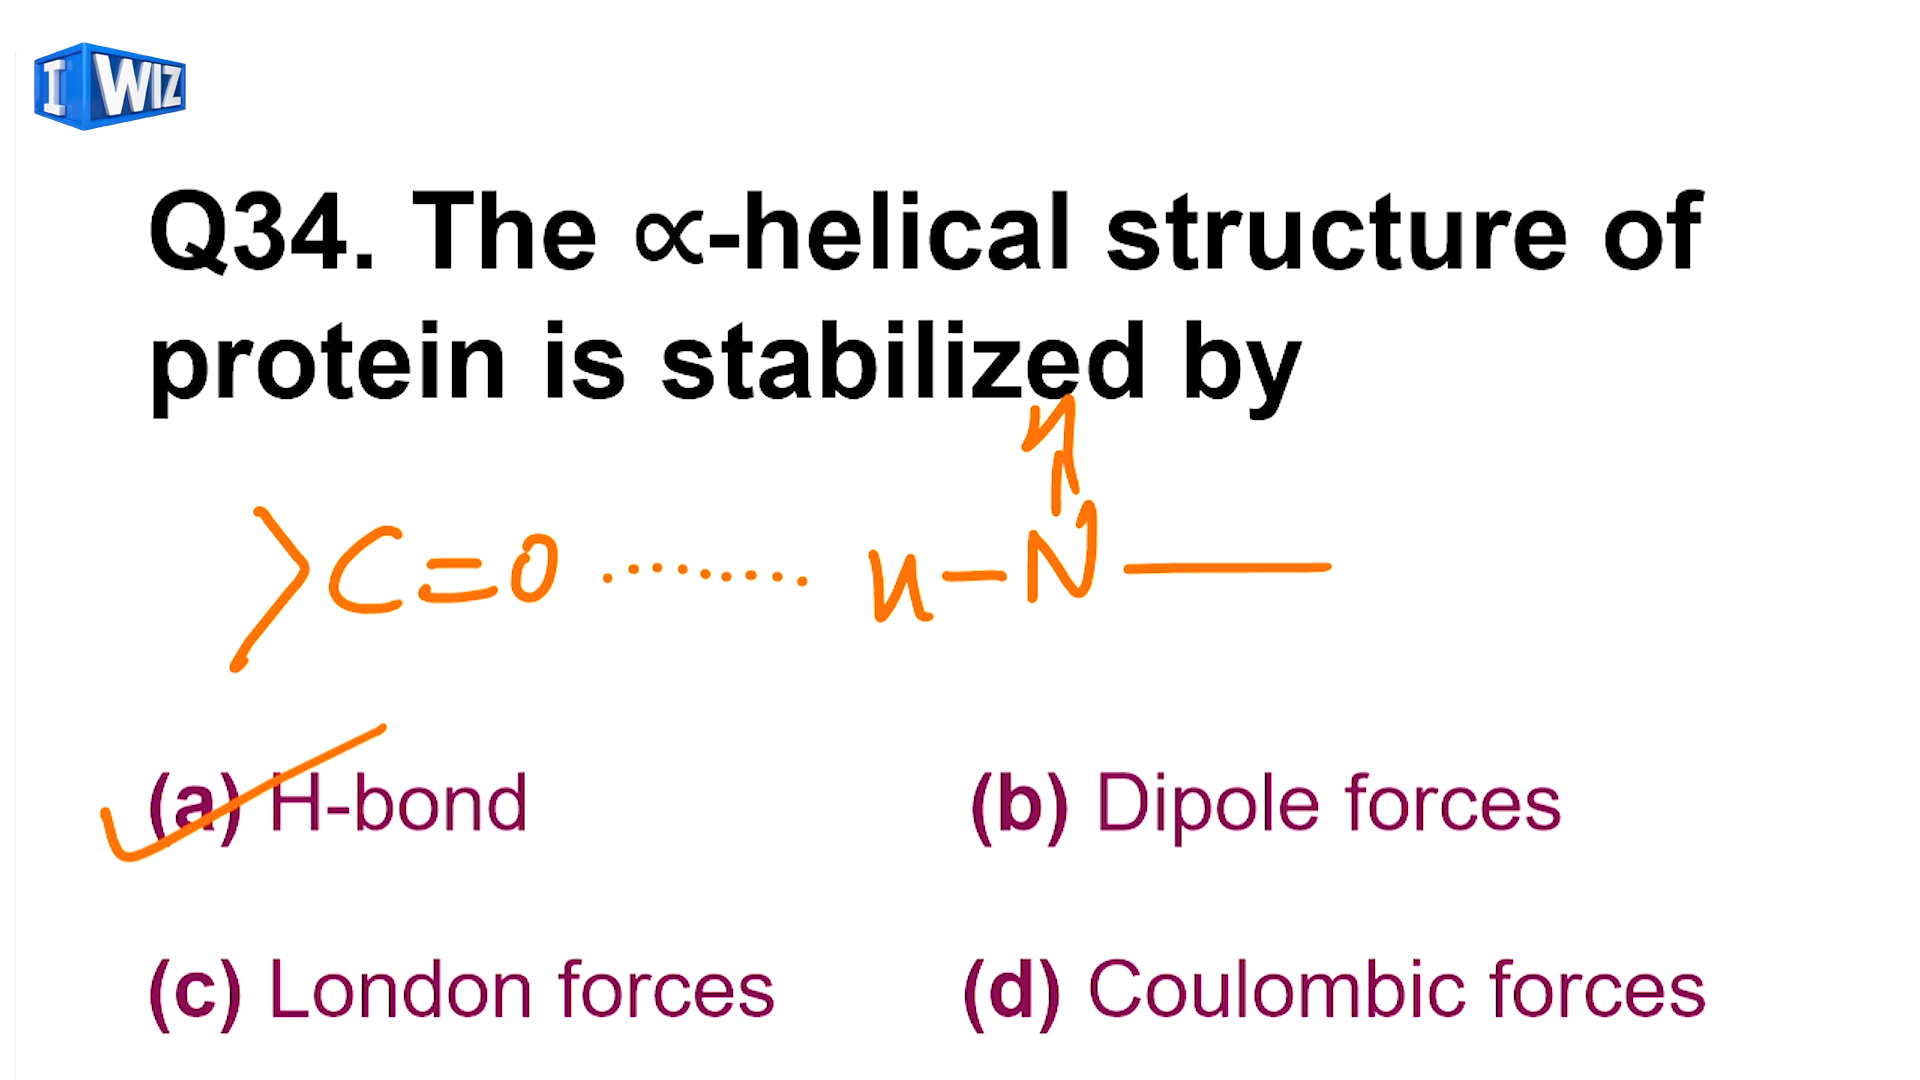 I WIZ
Q34. The ∝-helical structure of
protein is stabilized by
H
C=O ........ H-N
(a) H-bond
(b) Dipole forces
(c) London forces
(d) Coulombic forces